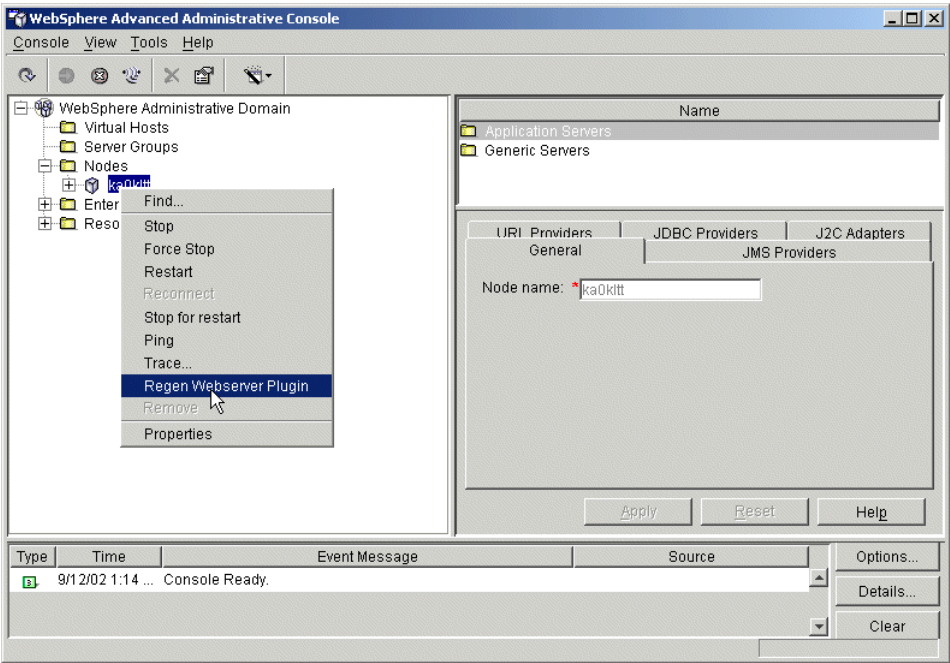 WebSphere Advanced Administrative Console
Console View Tools Help
WebSphere Administrative Domain
Virtual Hosts
Server Groups
Nodes
ka0kltt
Enter
Reso
Find...
Stop
Force Stop
Restart
Reconnect
Stop for restart
Ping
Trace...
Regen Webserver Plugin
Remove
Properties
Name
Application Servers
Generic Servers
URL Providers JDBC Providers J2C Adapters
General JMS Providers
Node name: *ka0kltt
Apply Reset Help
Type Time Event Message Source
9/12/02 1:14 ... Console Ready.
Options...
Details...
Clear